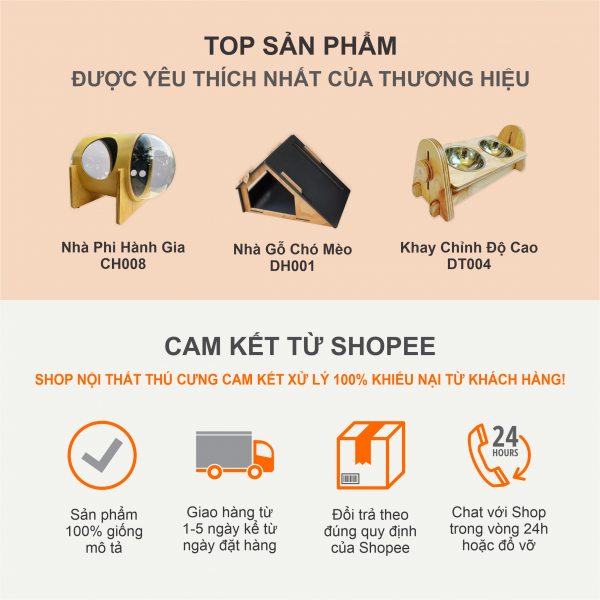 TOP SẢN PHẨM
ĐƯỢC YÊU THÍCH NHẤT CỦA THƯƠNG HIỆU
Nhà Phi Hành Gia
CH008
Nhà Gỗ Chó Mèo
DH001
Khay Chỉnh Độ Cao
DT004
CAM KẾT TỪ SHOPEE
SHOP NỘI THẤT THÚ CƯNG CAM KẾT XỬ LÝ 100% KHIẾU NẠI TỪ KHÁCH HÀNG!
24
HOURS
Sản phẩm
100% giống
mô tả
Giao hàng từ
1-5 ngày kể từ
ngày đặt hàng
Đổi trả theo
đúng quy định
của Shopee
Chat với Shop
trong vòng 24h
hoặc đổ vỡ